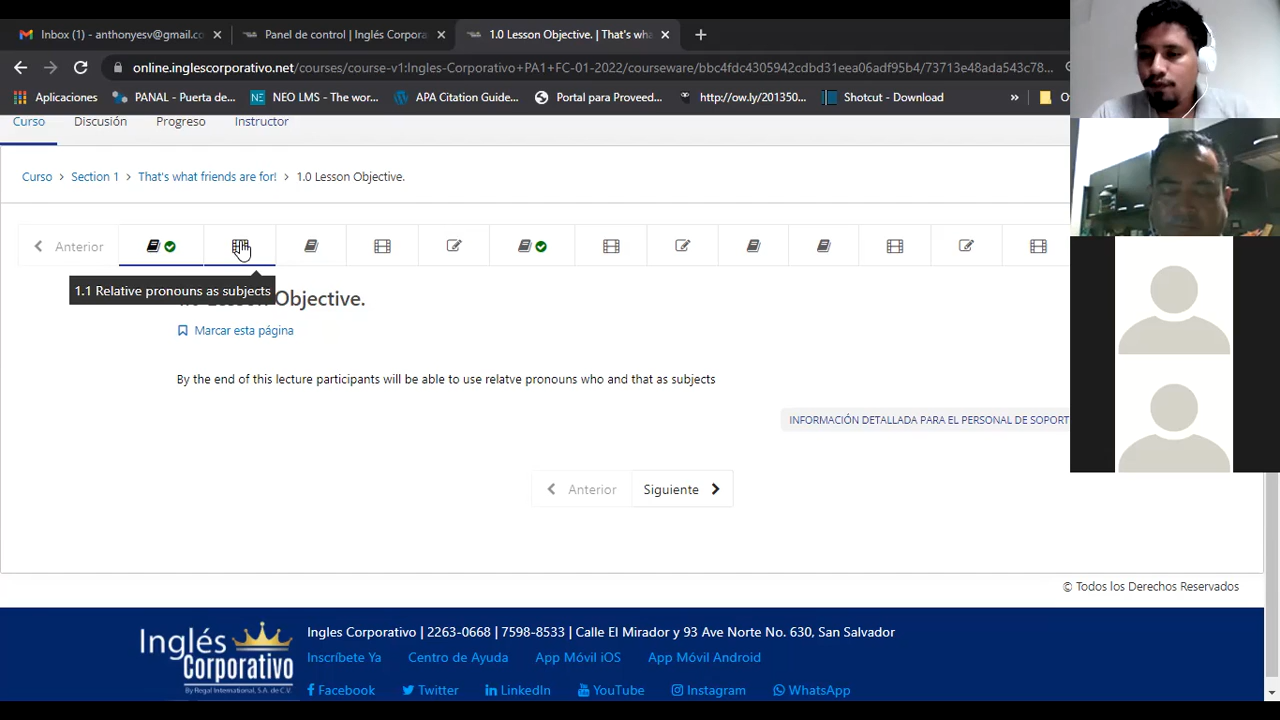 Inbox (1) - anthonyesv@gmail.co
Panel de control | Inglés Corpora
1.0 Lesson Objective. | That's wha
online.inglescorporativo.net/courses/course-v1:Ingles-Corporativo+PA1+FC-01-2022/courseware/bbc4fdc4305942cdbd31eea06adf95b4/73713e48ada543c78...
Aplicaciones
PANAL - Puerta de...
NEO LMS - The wor...
APA Citation Guide...
Portal para Proveed...
http://ow.ly/201350...
Shotcut - Download
»
Curso
Discusión
Progreso
Instructor
Curso > Section 1 > That's what friends are for! > 1.0 Lesson Objective.
Anterior
1.1 Relative pronouns as subjects
Objective.
Marcar esta página
By the end of this lecture participants will be able to use relatve pronouns who and that as subjects
INFORMACIÓN DETALLADA PARA EL PERSONAL DE SOPORT
Anterior
Siguiente
© Todos los Derechos Reservados
Inglés
Corporativo
By Regal International, S.A. de C.V.
Ingles Corporativo | 2263-0668 | 7598-8533 | Calle El Mirador y 93 Ave Norte No. 630, San Salvador
Inscríbete Ya
Centro de Ayuda
App Móvil iOS
App Móvil Android
Facebook
Twitter
LinkedIn
YouTube
Instagram
WhatsApp